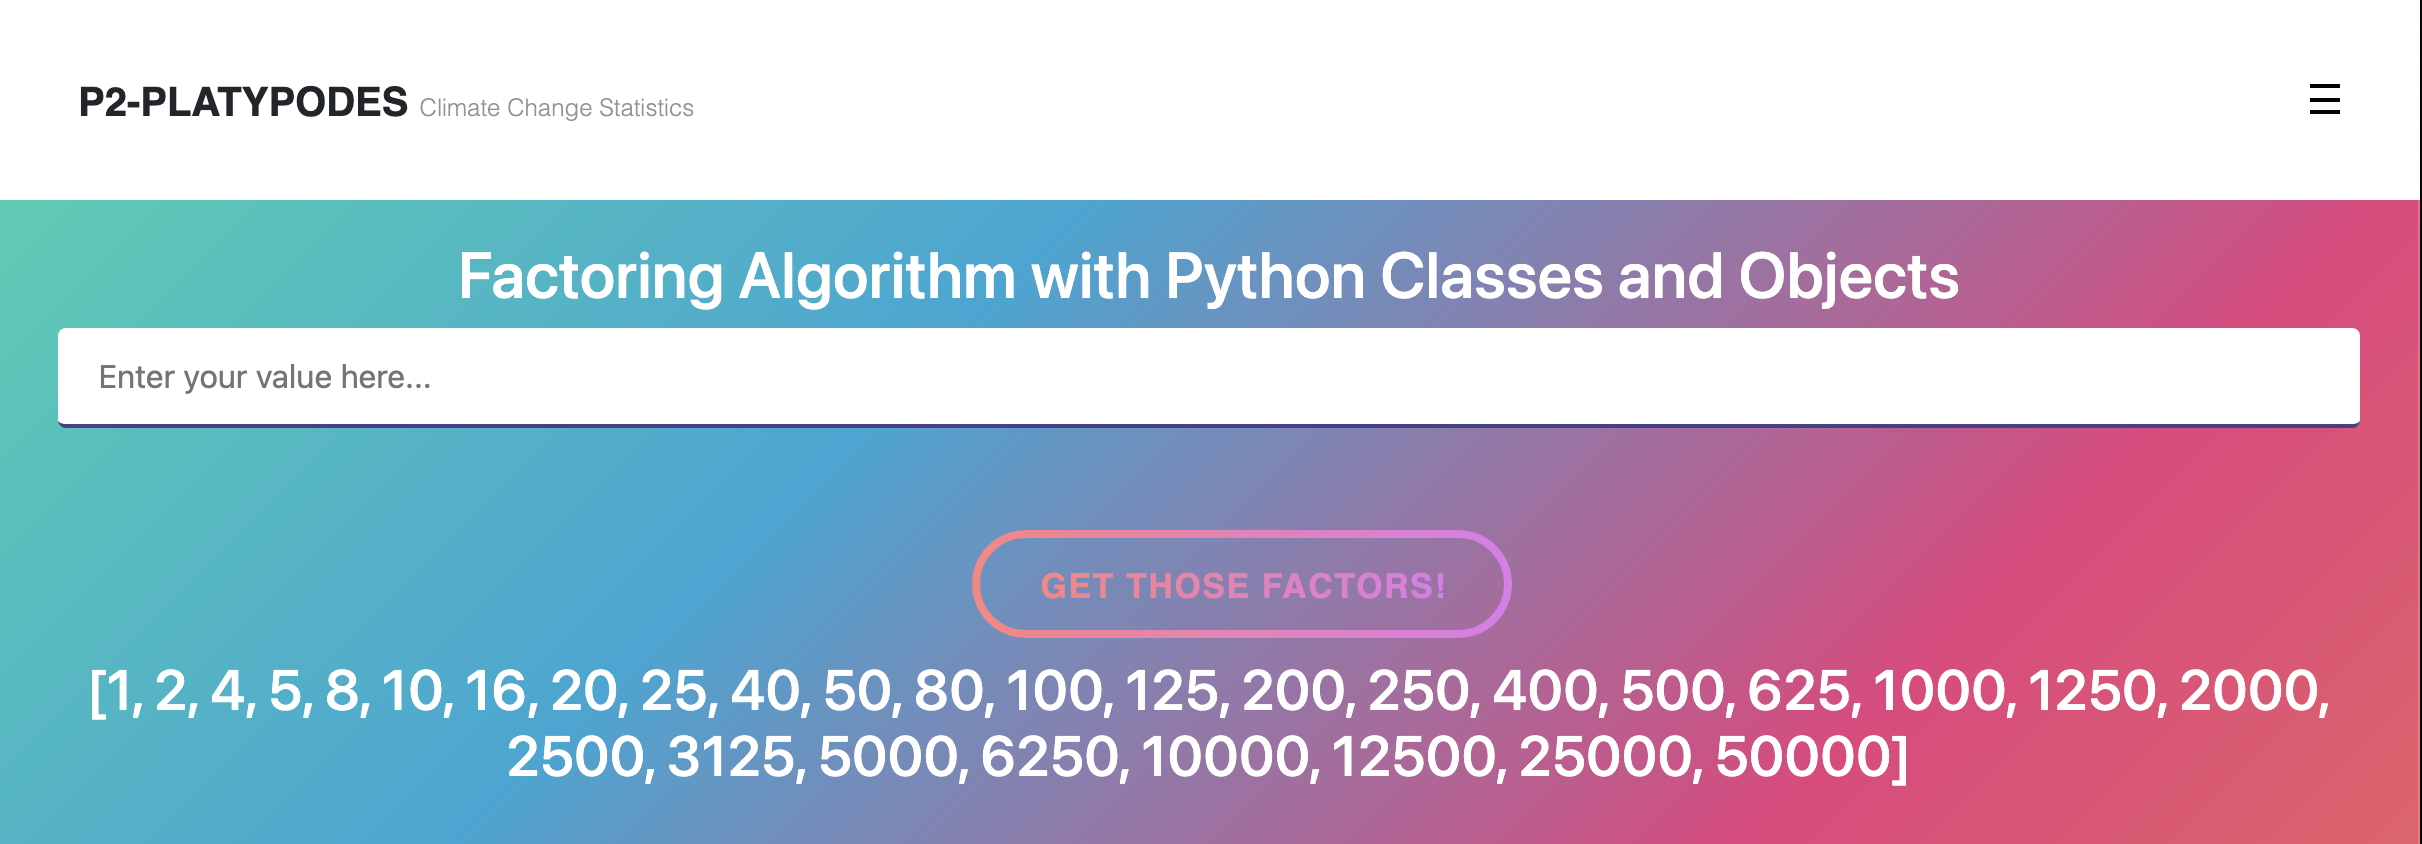 P2-PLATYPODES Climate Change Statistics
Factoring Algorithm with Python Classes and Objects
Enter your value here...
GET THOSE FACTORS!
[1, 2, 4, 5, 8, 10, 16, 20, 25, 40, 50, 80, 100, 125, 200, 250, 400, 500, 625, 1000, 1250, 2000,
2500, 3125, 5000, 6250, 10000, 12500, 25000, 50000]